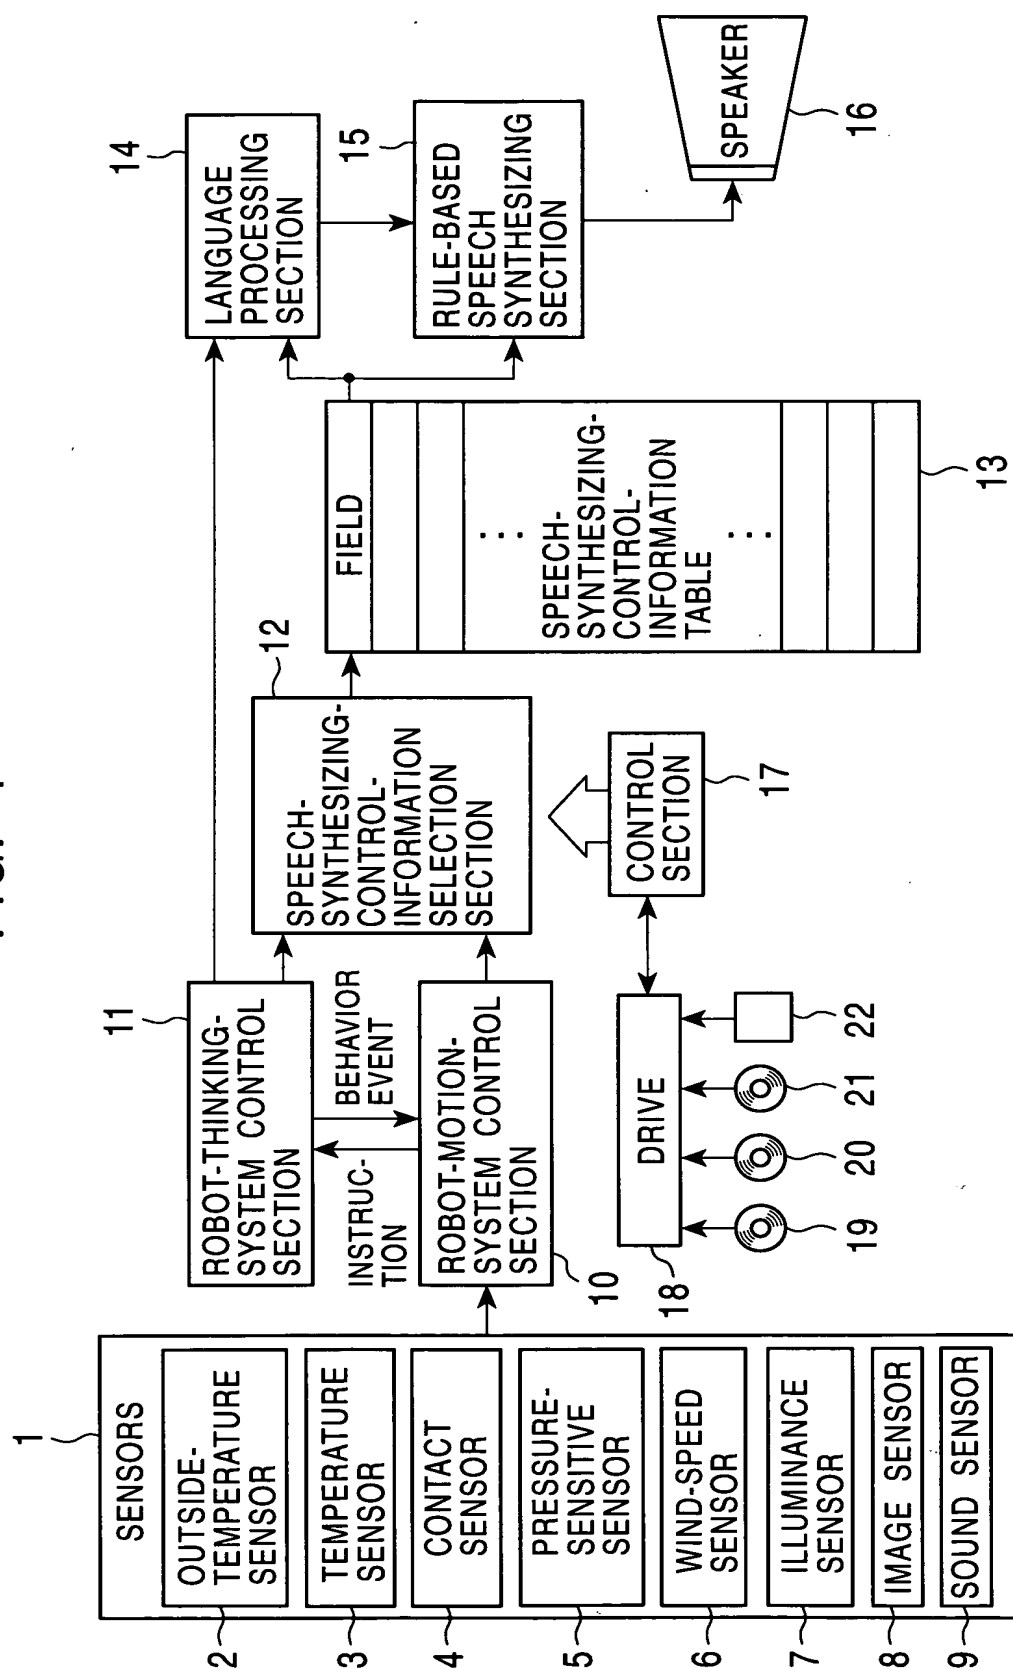 1
SENSORS
2
OUTSIDE-
TEMPERATURE
SENSOR
3
TEMPERATURE
SENSOR
4
CONTACT
SENSOR
5
PRESSURE-
SENSITIVE
SENSOR
6
WIND-SPEED
SENSOR
7
ILLUMINANCE
SENSOR
8
IMAGE SENSOR
9
SOUND SENSOR
11
ROBOT-THINKING-
SYSTEM CONTROL
SECTION
INSTRUC-
TION
BEHAVIOR
EVENT
ROBOT-MOTION-
SYSTEM CONTROL
SECTION
10
12
SPEECH-
SYNTHESIZING-
CONTROL-
INFORMATION
SELECTION
SECTION
FIELD
...
SPEECH-
SYNTHESIZING-
CONTROL-
INFORMATION
TABLE
...
13
14
LANGUAGE
PROCESSING
SECTION
15
RULE-BASED
SPEECH
SYNTHESIZING
SECTION
SPEAKER
16
CONTROL
SECTION
17
DRIVE
18
19
20
21
22